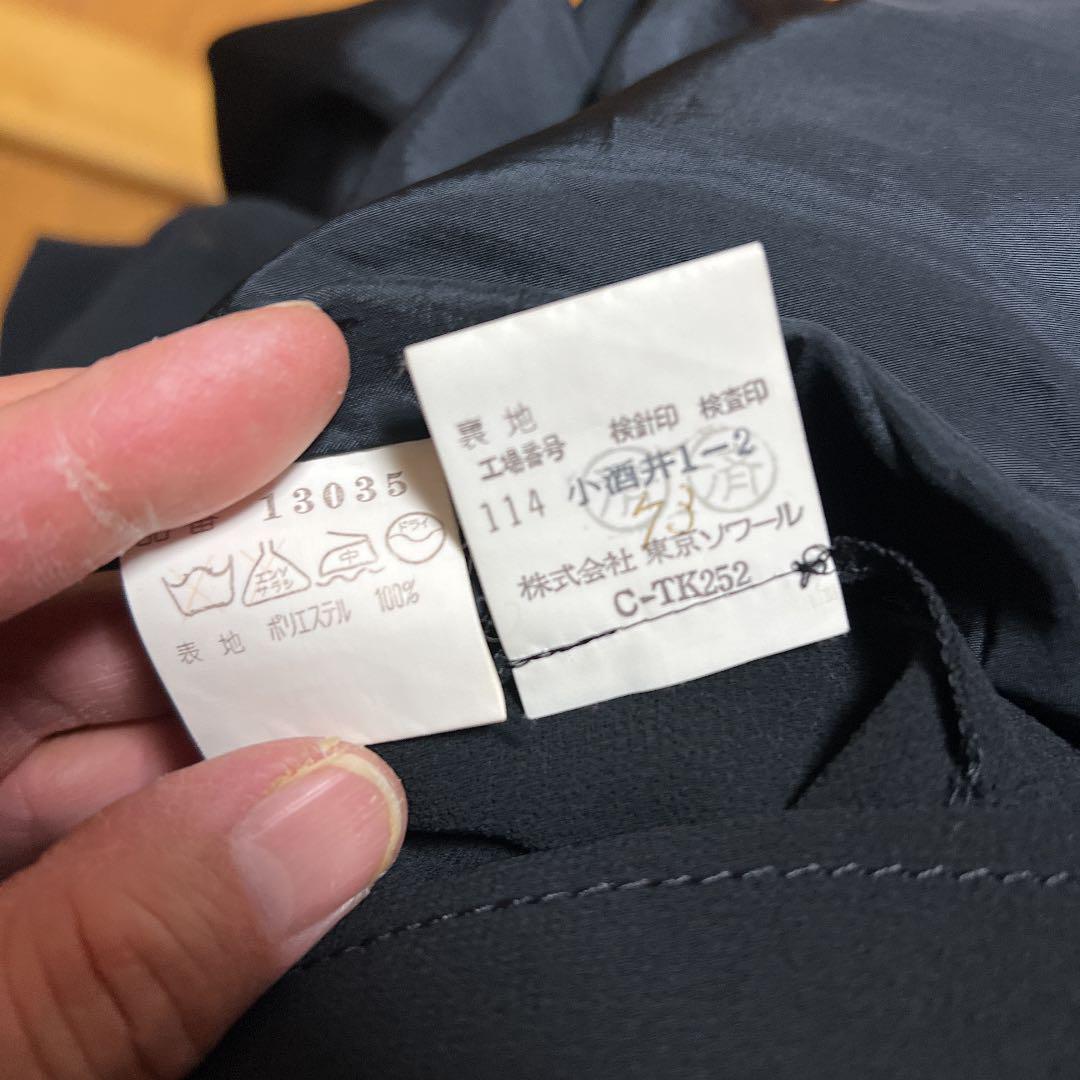 品番 13035
エンソ
サラシ
中
ドライ
表地 ポリエステル 100%
裏地
工場番号 検針印 検査印
114 小酒井1-2
済
株式会社 東京ソワール
C-TK252